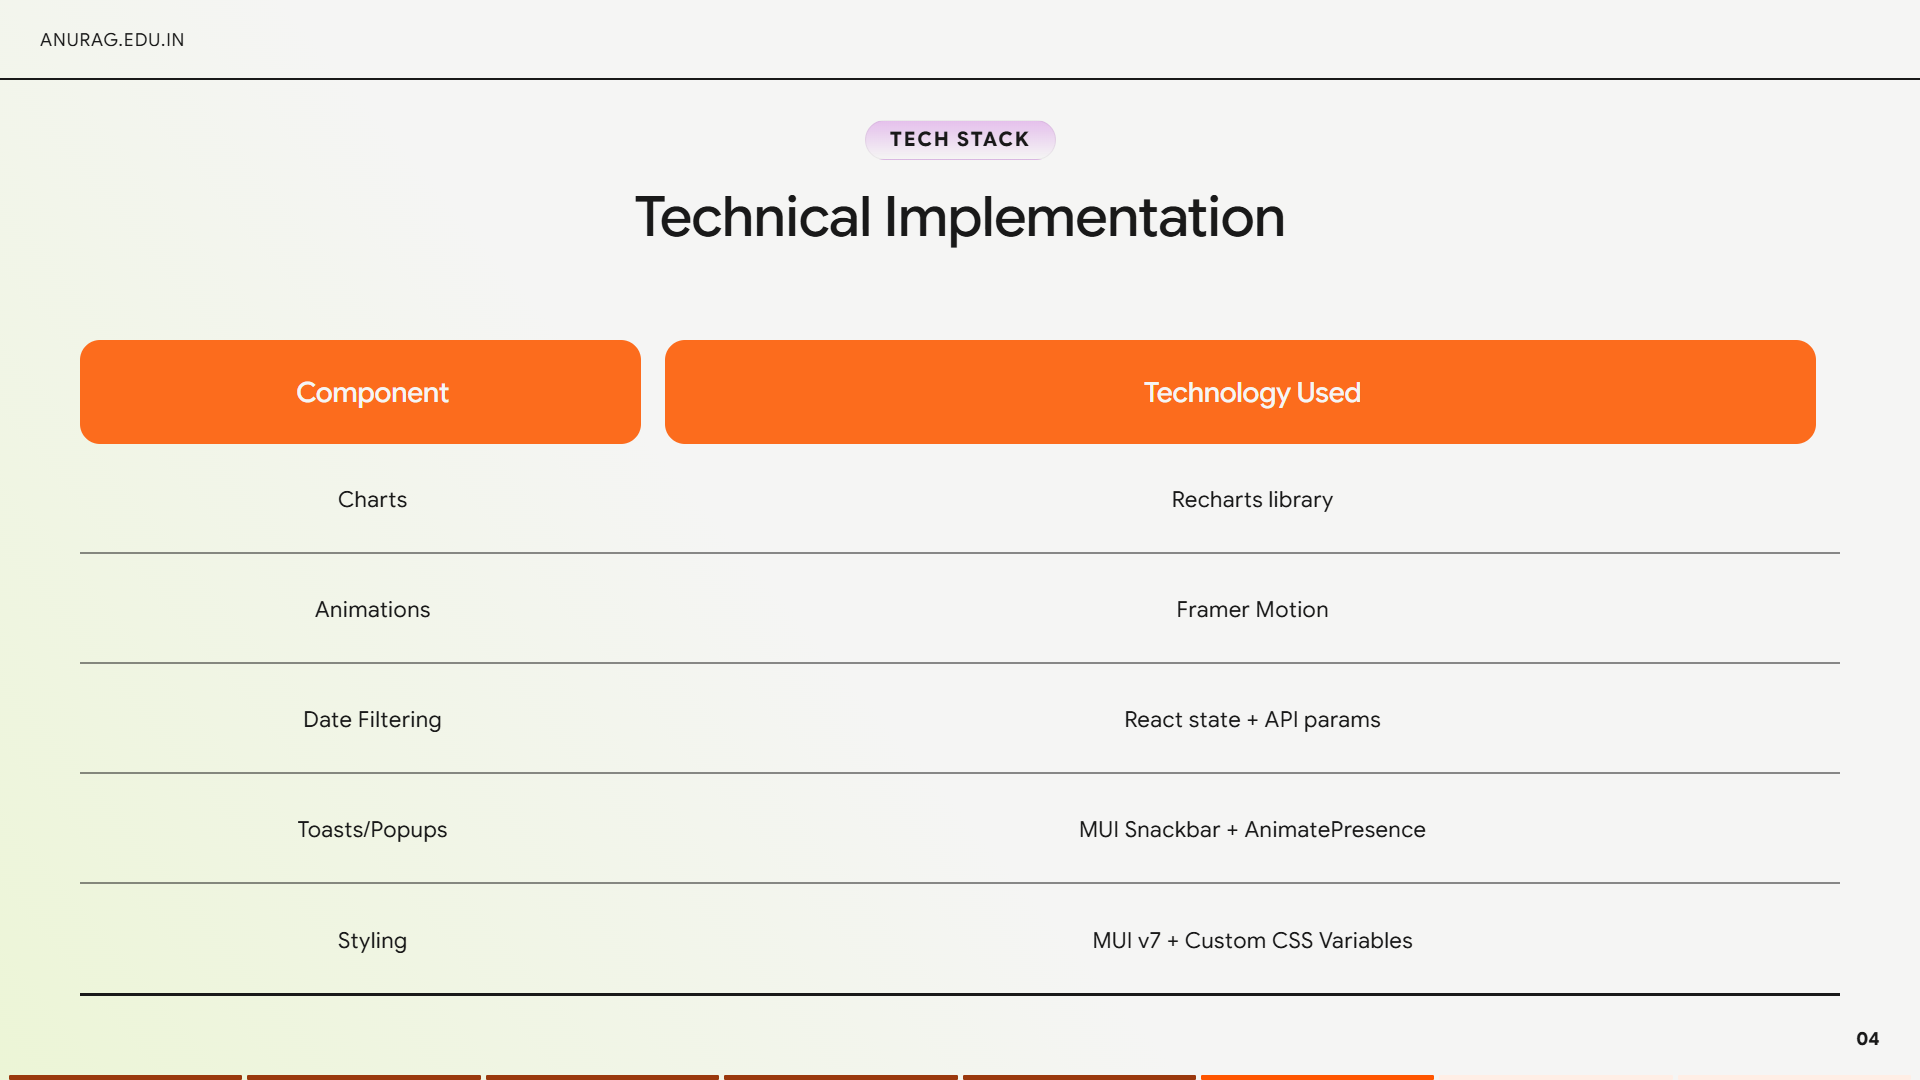 ANURAG.EDU.IN
TECH STACK
Technical Implementation
Component
Technology Used
Charts
Recharts library
Animations
Framer Motion
Date Filtering
React state + API params
Toasts/Popups
MUI Snackbar + AnimatePresence
Styling
MUI v7 + Custom CSS Variables
04